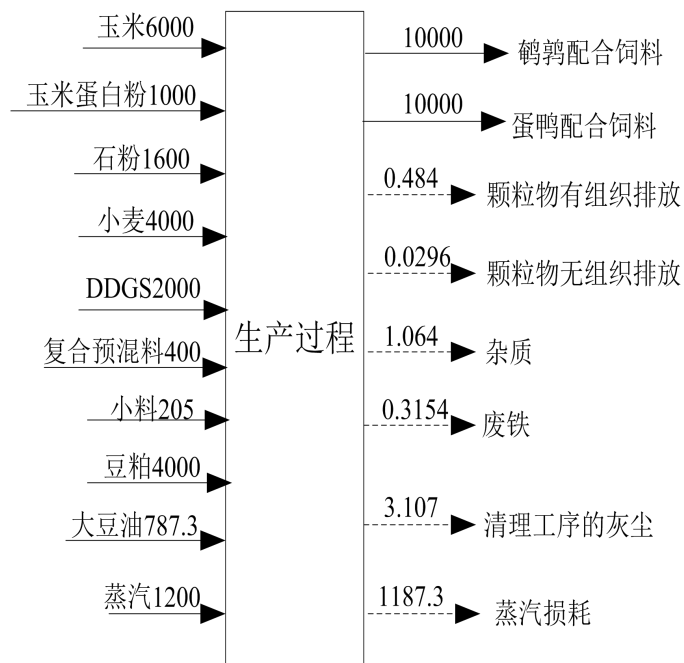 玉米6000
玉米蛋白粉1000
石粉1600
小麦4000
DDGS2000
复合预混料400
小料205
豆粕4000
大豆油787.3
蒸汽1200
生产过程
10000 鹌鹑配合饲料
10000 蛋鸭配合饲料
0.484 颗粒物有组织排放
0.0296 颗粒物无组织排放
1.064 杂质
0.3154 废铁
3.107 清理工序的灰尘
1187.3 蒸汽损耗